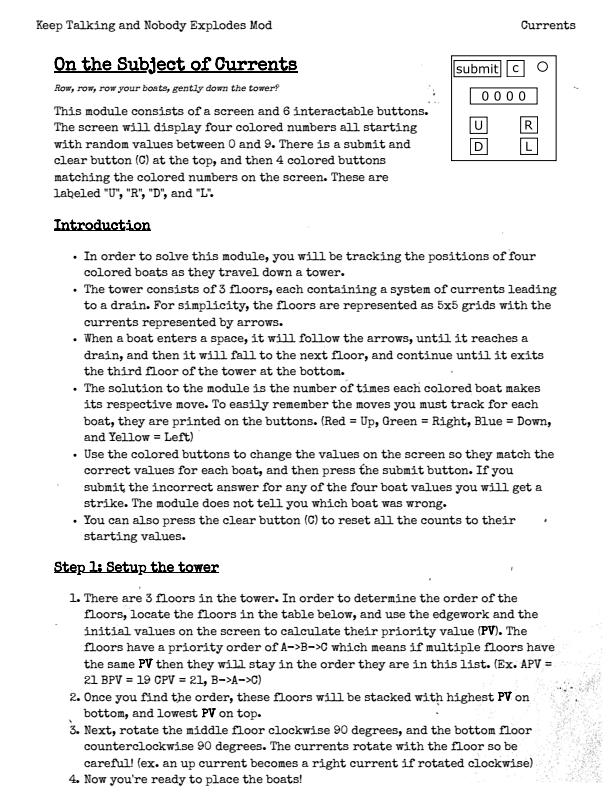 Keep Talking and Nobody Explodes Mod Currents
On the Subject of Currents
Row, row, row your boats, gently down the tower?
submit C
0 0 0 0
U R
D L
This module consists of a screen and 6 interactable buttons.
The screen will display four colored numbers all starting
with random values between 0 and 9. There is a submit and
clear button (C) at the top, and then 4 colored buttons
matching the colored numbers on the screen. These are
labeled "U", "R", "D", and "L".
Introduction
• In order to solve this module, you will be tracking the positions of four
colored boats as they travel down a tower.
• The tower consists of 3 floors, each containing a system of currents leading
to a drain. For simplicity, the floors are represented as 5x5 grids with the
currents represented by arrows.
• When a boat enters a space, it will follow the arrows, until it reaches a
drain, and then it will fall to the next floor, and continue until it exits
the third floor of the tower at the bottom.
• The solution to the module is the number of times each colored boat makes
its respective move. To easily remember the moves you must track for each
boat, they are printed on the buttons. (Red = Up, Green = Right, Blue = Down,
and Yellow = Left)
• Use the colored buttons to change the values on the screen so they match the
correct values for each boat, and then press the submit button. If you
submit the incorrect answer for any of the four boat values you will get a
strike. The module does not tell you which boat was wrong.
• You can also press the clear button (C) to reset all the counts to their
starting values.
Step 1: Setup the tower
1. There are 3 floors in the tower. In order to determine the order of the
floors, locate the floors in the table below, and use the edgework and the
initial values on the screen to calculate their priority value (PV). The
floors have a priority order of A->B->C which means if multiple floors have
the same PV then they will stay in the order they are in this list. (Ex. APV =
21 BPV = 19 CPV = 21, B->A->C)
2. Once you find the order, these floors will be stacked with highest PV on
bottom, and lowest PV on top.
3. Next, rotate the middle floor clockwise 90 degrees, and the bottom floor
counterclockwise 90 degrees. The currents rotate with the floor so be
careful! (ex. an up current becomes a right current if rotated clockwise)
4. Now you're ready to place the boats!